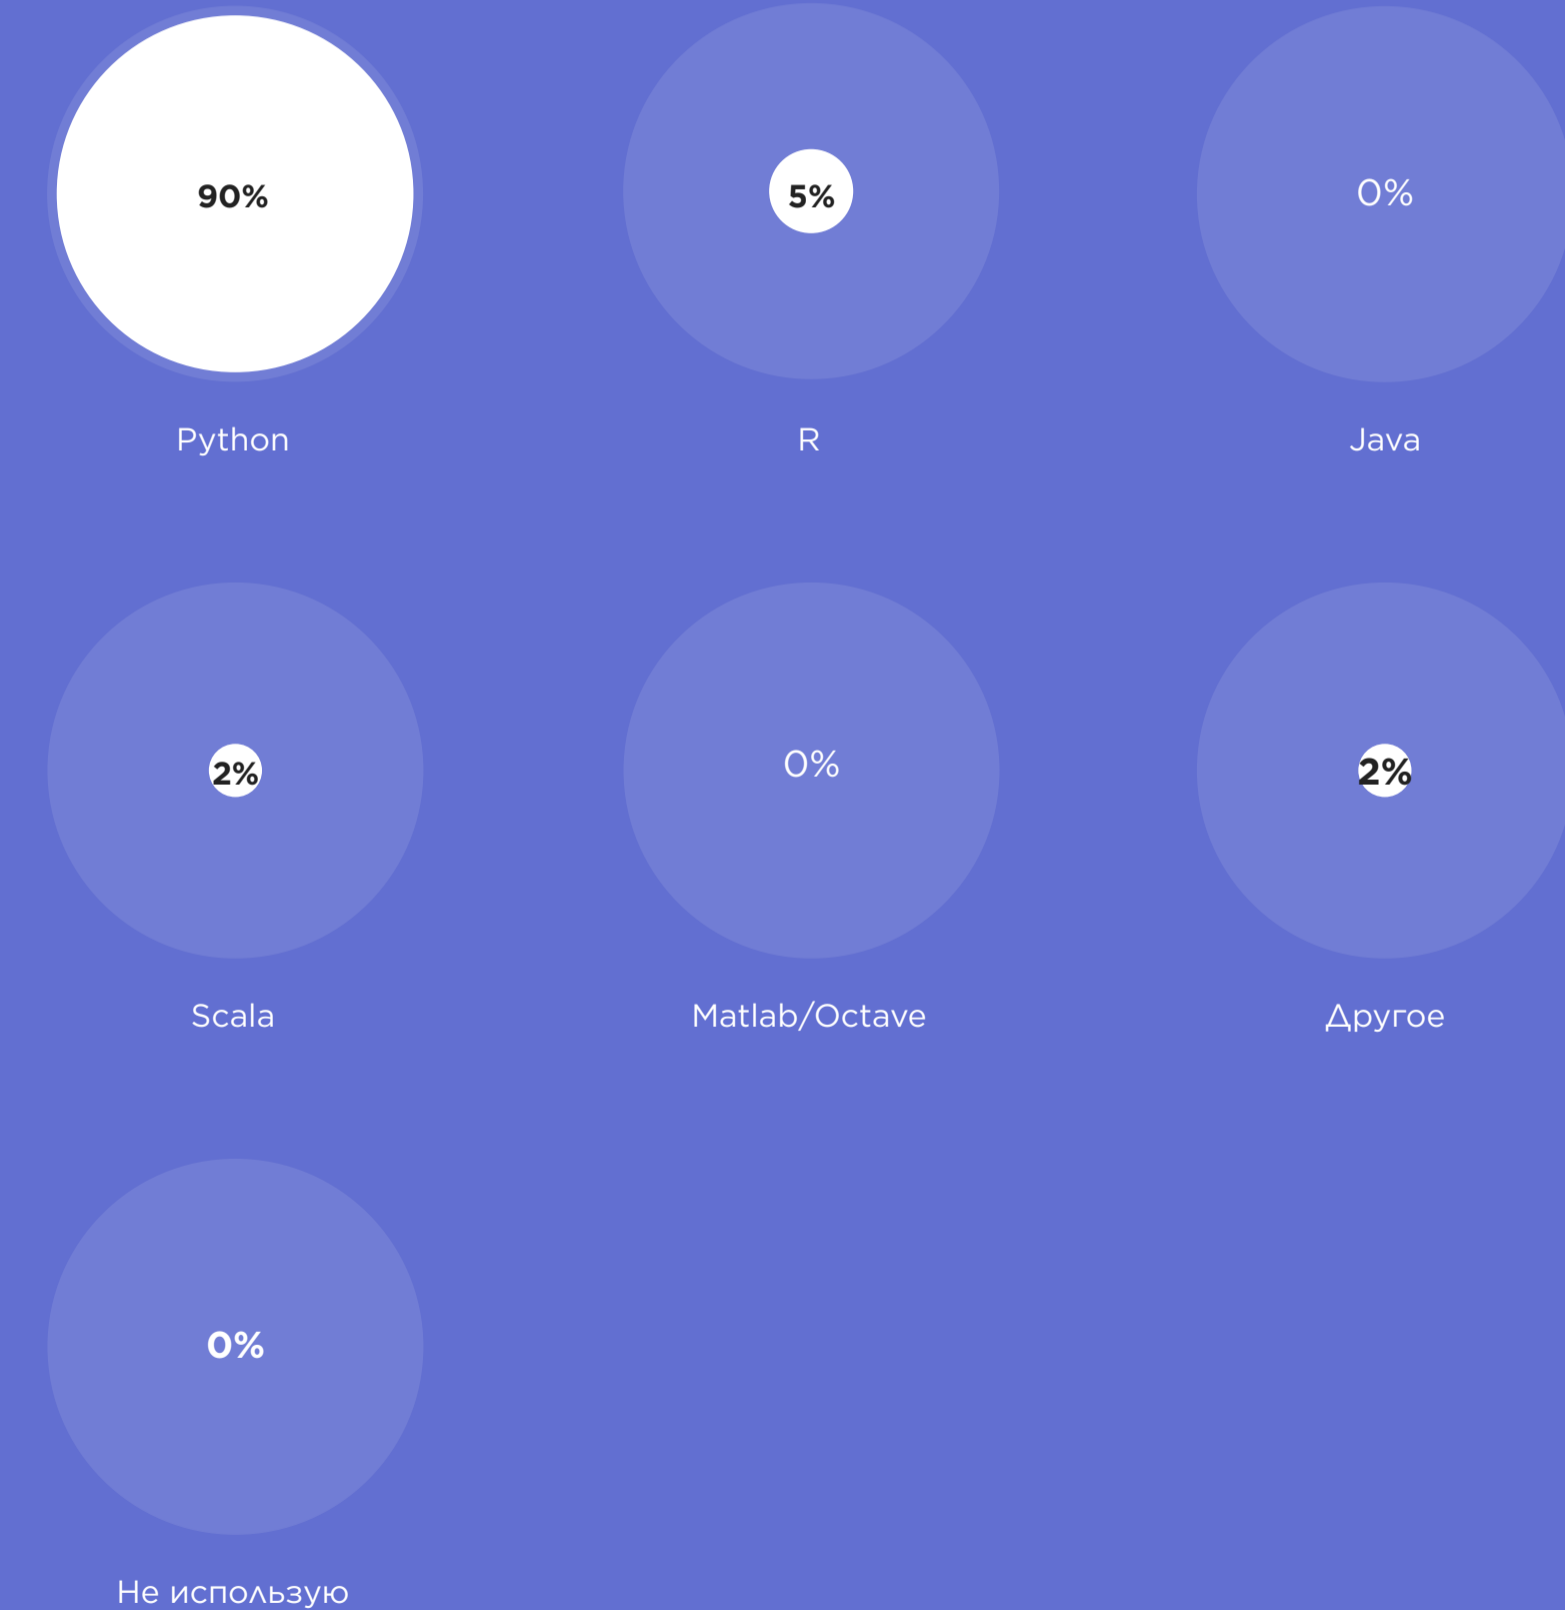 90%
5%
0%
Python
R
Java
2%
0%
2%
Scala
Matlab/Octave
Другое
0%
Не использую